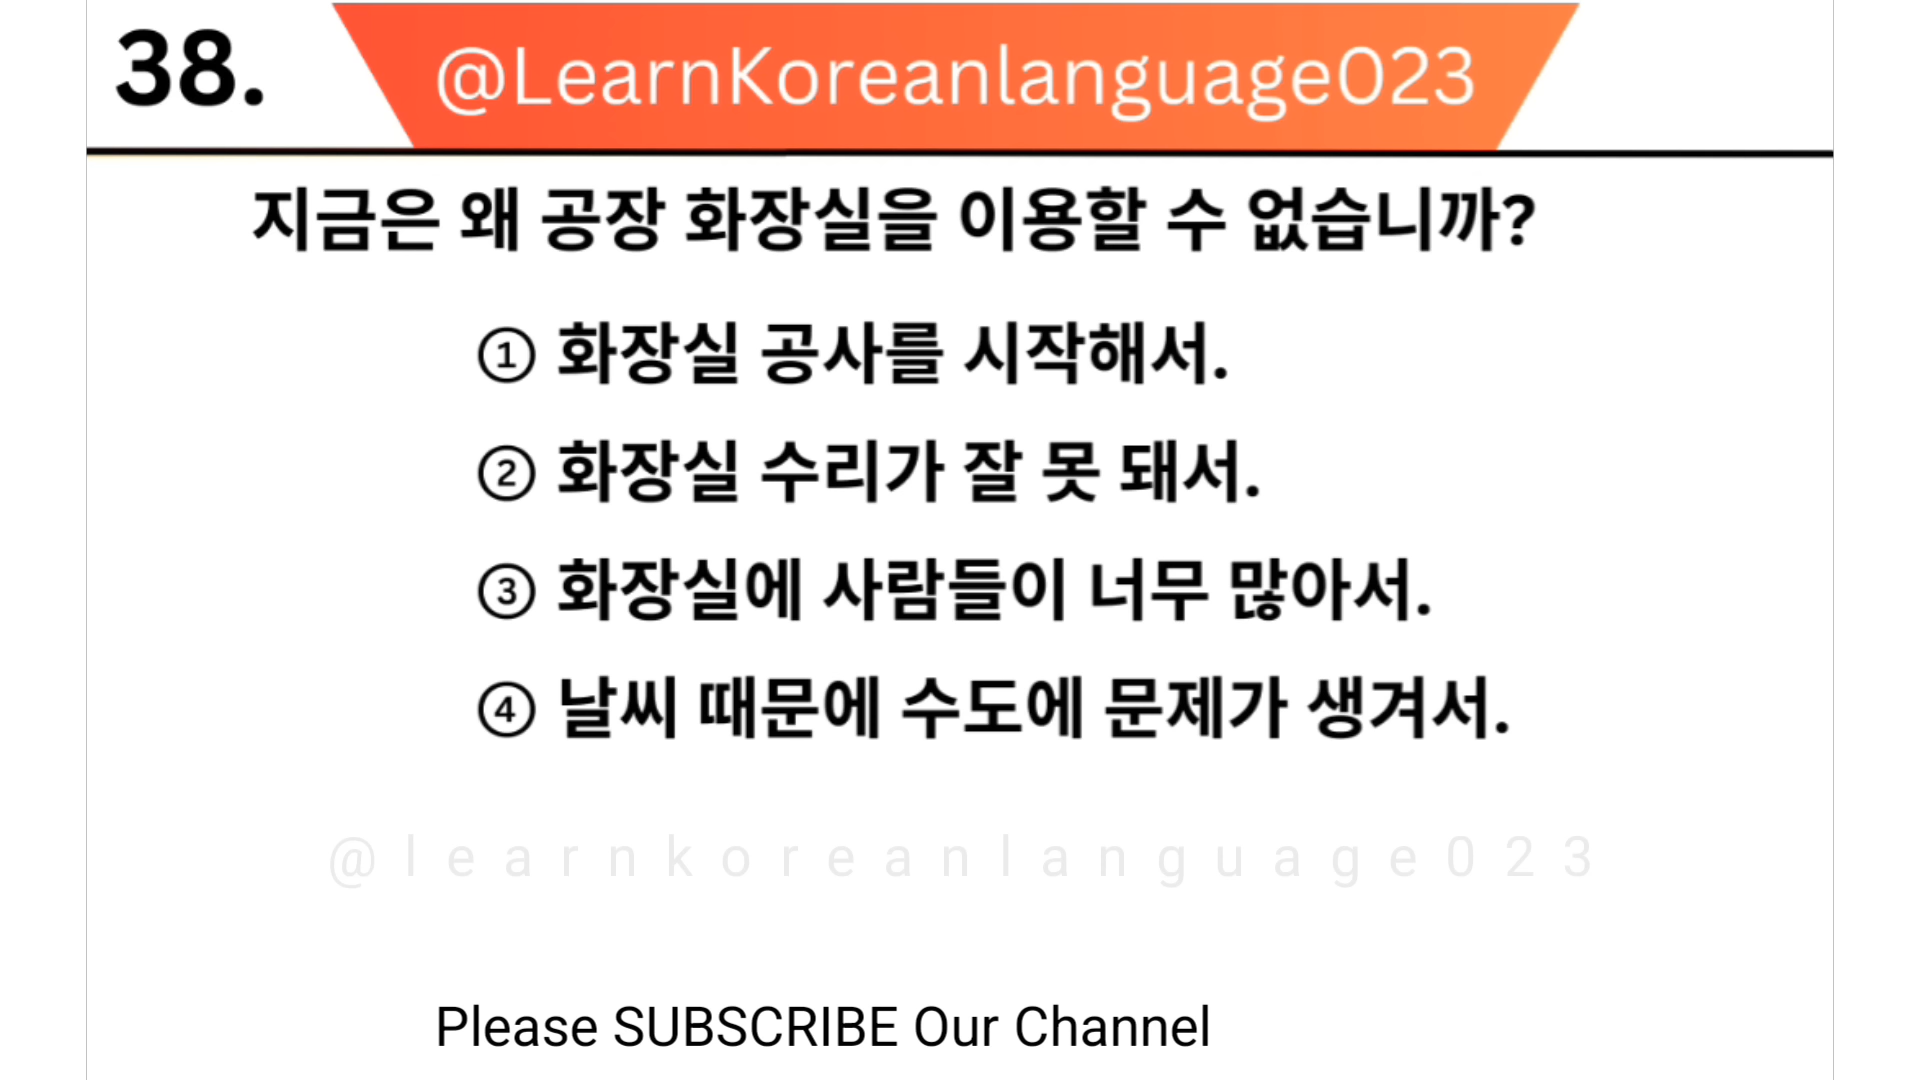 38.
@LearnKoreanlanguage023
지금은 왜 공장 화장실을 이용할 수 없습니까?
① 화장실 공사를 시작해서.
② 화장실 수리가 잘 못 돼서.
③ 화장실에 사람들이 너무 많아서.
④ 날씨 때문에 수도에 문제가 생겨서.
@learnkoreanlanguage023
Please SUBSCRIBE Our Channel